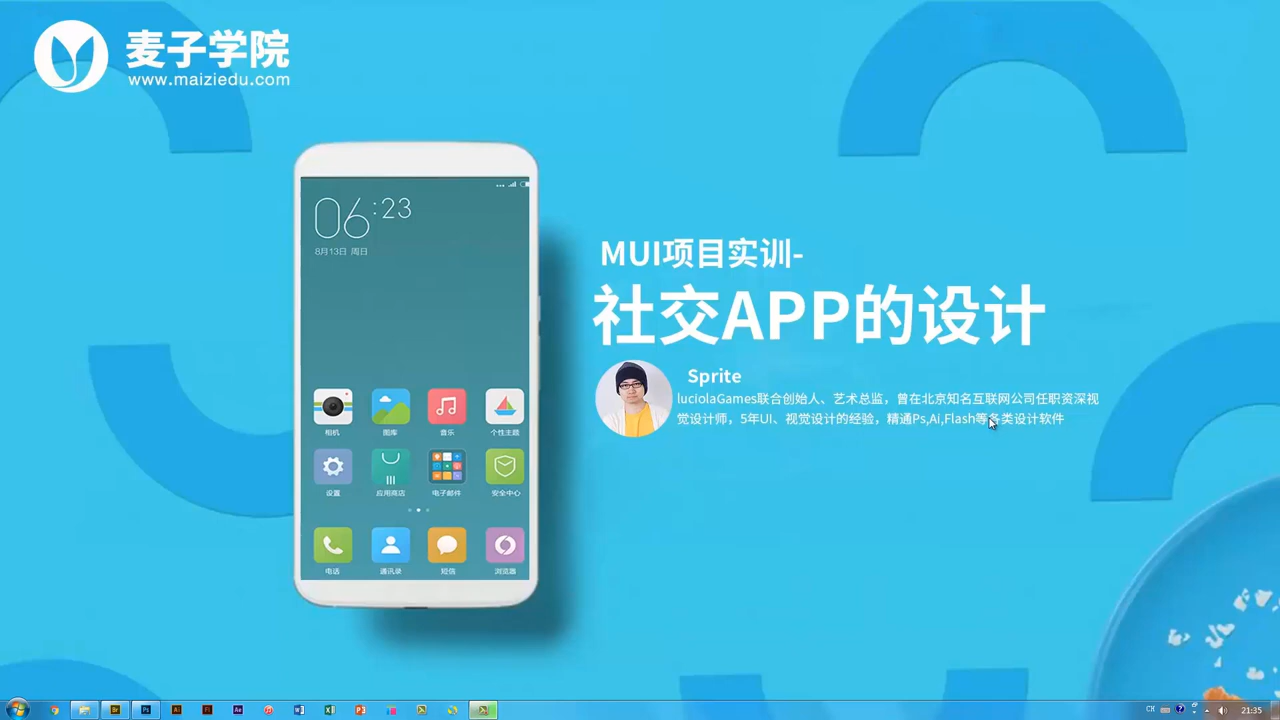 麦子学院
www.maiziedu.com
06:23
8月13日 周日
相机
图库
音乐
个性主题
设置
应用商店
电子邮件
安全中心
电话
通讯录
短信
浏览器
MUI项目实训-
社交APP的设计
Sprite
luciolaGames联合创始人、艺术总监，曾在北京知名互联网公司任职资深视
觉设计师，5年UI、视觉设计的经验，精通Ps,Ai,Flash等各类设计软件
Br
Ps
Ai
Fl
Ae
CH
21:35